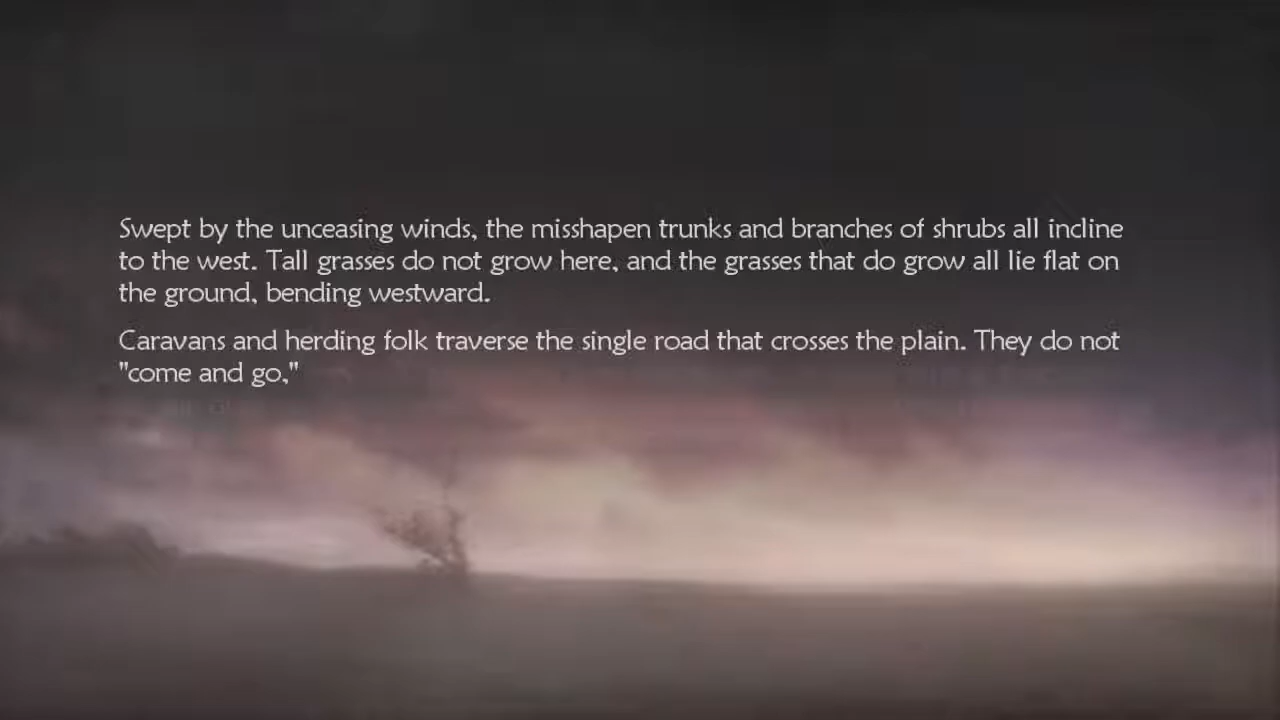 Swept by the unceasing winds, the misshapen trunks and branches of shrubs all incline
to the west. Tall grasses do not grow here, and the grasses that do grow all lie flat on
the ground, bending westward.
Caravans and herding folk traverse the single road that crosses the plain. They do not
"come and go,"